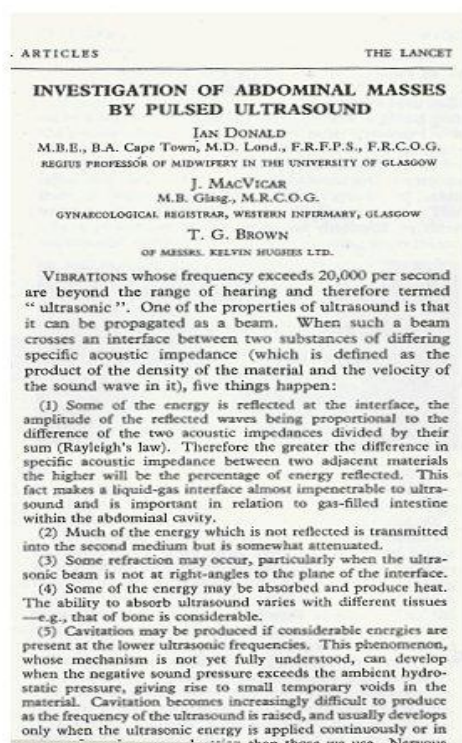 . ARTICLES THE LANCET
INVESTIGATION OF ABDOMINAL MASSES
BY PULSED ULTRASOUND
IAN DONALD
M.B.E., B.A. Cape Town, M.D. Lond., F.R.F.P.S., F.R.C.O.G.
REGIUS PROFESSOR OF MIDWIFERY IN THE UNIVERSITY OF GLASGOW
J. MACVICAR
M.B. Glasg., M.R.C.O.G.
GYNAECOLOGICAL REGISTRAR, WESTERN INFIRMARY, GLASGOW
T. G. BROWN
OF MESSRS. KELVIN HUGHES LTD.
VIBRATIONS whose frequency exceeds 20,000 per second
are beyond the range of hearing and therefore termed
“ ultrasonic ”. One of the properties of ultrasound is that
it can be propagated as a beam. When such a beam
crosses an interface between two substances of differing
specific acoustic impedance (which is defined as the
product of the density of the material and the velocity of
the sound wave in it), five things happen:
(1) Some of the energy is reflected at the interface, the
amplitude of the reflected waves being proportional to the
difference of the two acoustic impedances divided by their
sum (Rayleigh's law). Therefore the greater the difference in
specific acoustic impedance between two adjacent materials
the higher will be the percentage of energy reflected. This
fact makes a liquid-gas interface almost impenetrable to ultra-
sound and is important in relation to gas-filled intestine
within the abdominal cavity.
(2) Much of the energy which is not reflected is transmitted
into the second medium but is somewhat attenuated.
(3) Some refraction may occur, particularly when the ultra-
sonic beam is not at right-angles to the plane of the interface.
(4) Some of the energy may be absorbed and produce heat.
The ability to absorb ultrasound varies with different tissues
—e.g., that of bone is considerable.
(5) Cavitation may be produced if considerable energies are
present at the lower ultrasonic frequencies. This phenomenon,
whose mechanism is not yet fully understood, can develop
when the negative sound pressure exceeds the ambient hydro-
static pressure, giving rise to small temporary voids in the
material. Cavitation becomes increasingly difficult to produce
as the frequency of the ultrasound is raised, and usually develops
only when the ultrasonic energy is applied continuously or in